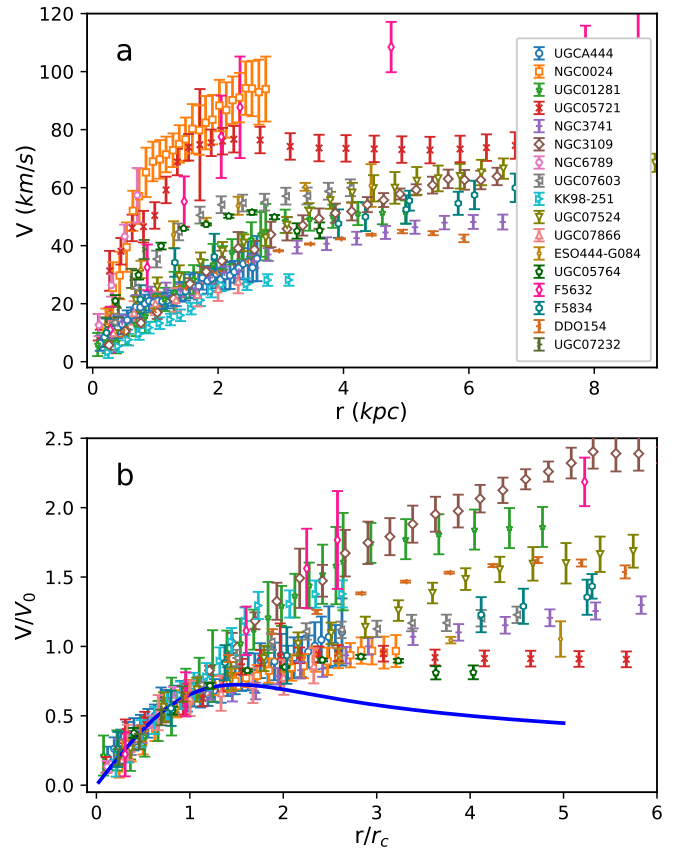 120
100
80
60
40
20
0
V (km/s)
a
UGCA444
NGC0024
UGC01281
UGC05721
NGC3741
NGC3109
NGC6789
UGC07603
KK98-251
UGC07524
UGC07866
ESO444-G084
UGC05764
F5632
F5834
DDO154
UGC07232
0 2 4 6 8
r (kpc)
2.5
2.0
1.5
1.0
0.5
0.0
V/V0
b
0 1 2 3 4 5 6
r/rc